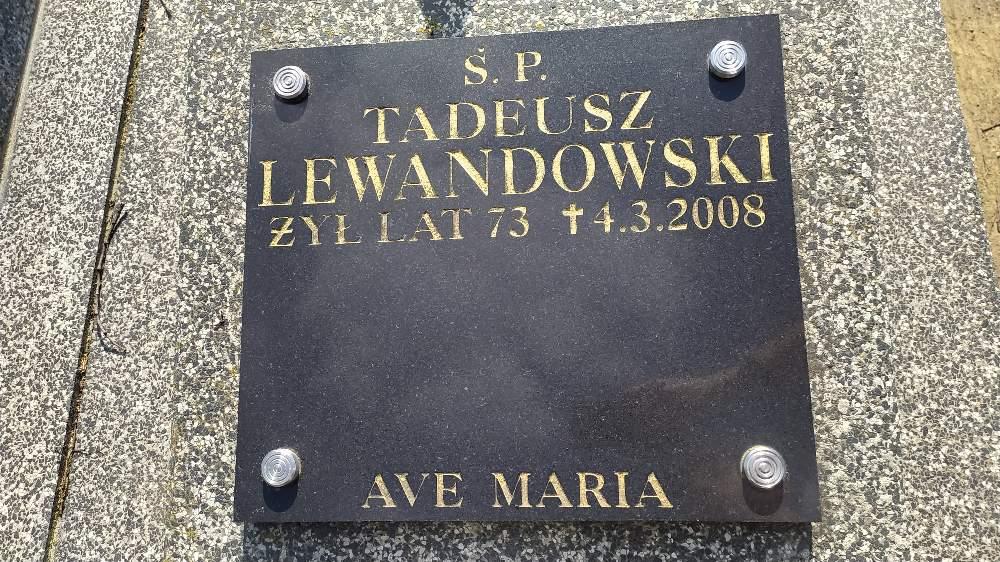 Ś. P.
TADEUSZ
LEWANDOWSKI
ŻYŁ LAT 73 ✝ 4.3.2008
AVE MARIA